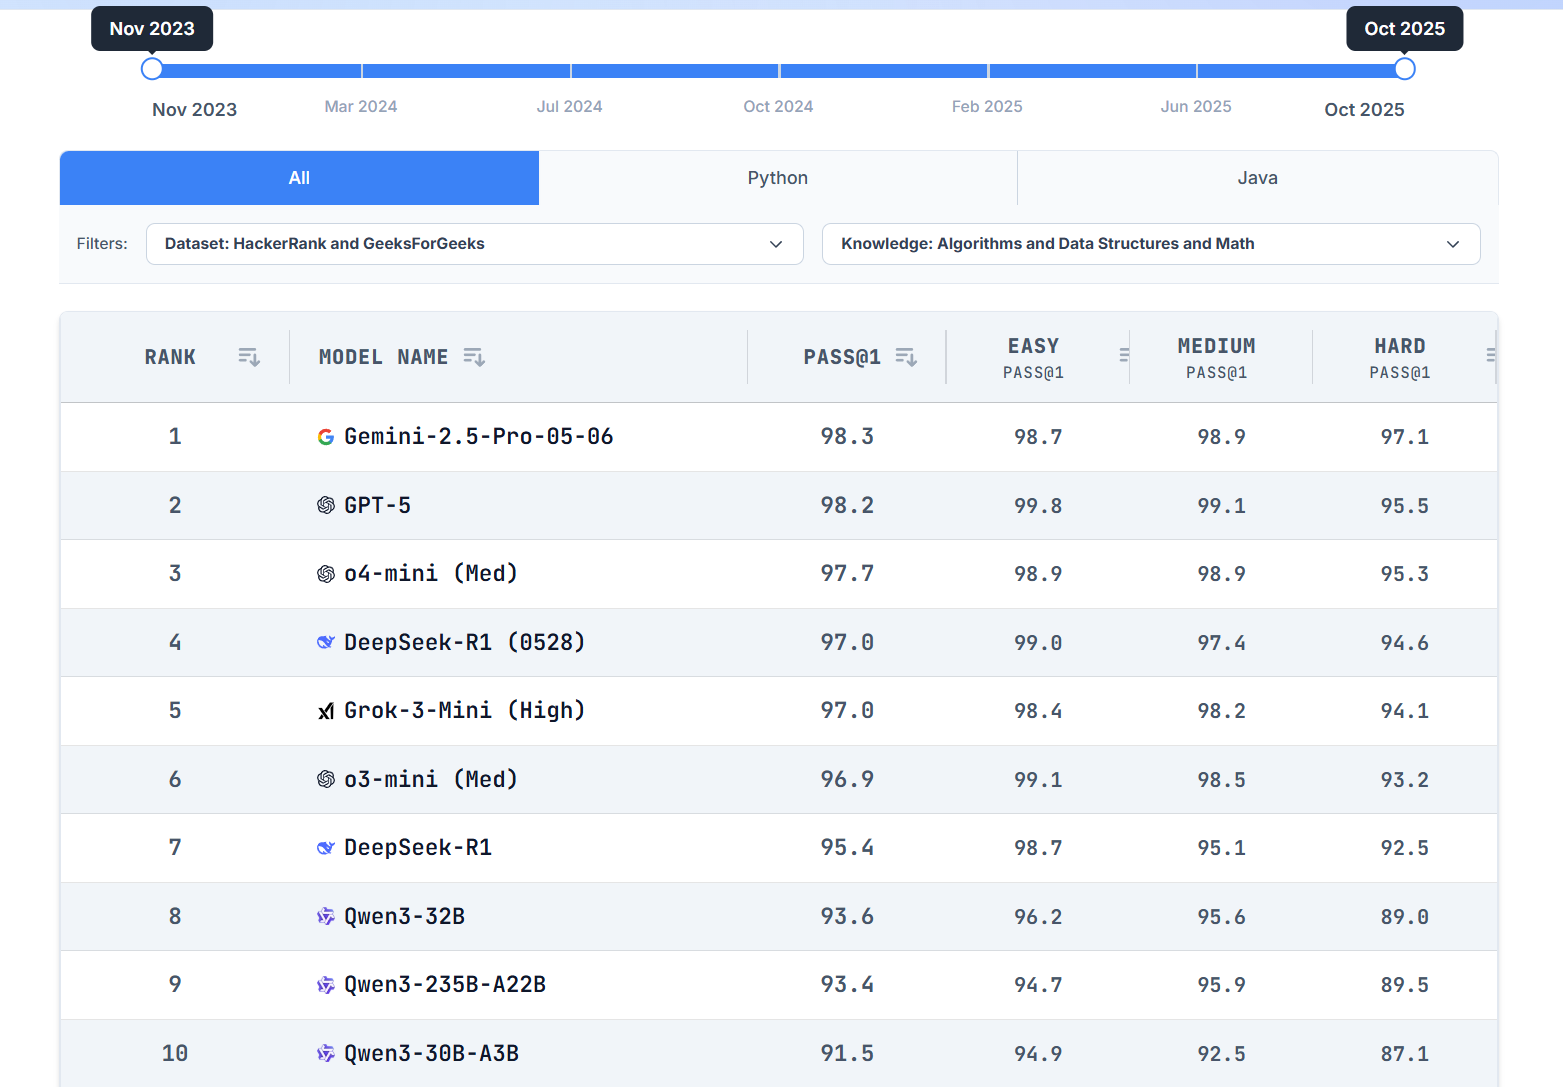 Nov 2023 Oct 2025
Nov 2023 Mar 2024 Jul 2024 Oct 2024 Feb 2025 Jun 2025 Oct 2025
All Python Java
Filters: Dataset: HackerRank and GeeksForGeeks Knowledge: Algorithms and Data Structures and Math
RANK MODEL NAME PASS@1 EASY PASS@1 MEDIUM PASS@1 HARD PASS@1
1 Gemini-2.5-Pro-05-06 98.3 98.7 98.9 97.1
2 GPT-5 98.2 99.8 99.1 95.5
3 o4-mini (Med) 97.7 98.9 98.9 95.3
4 DeepSeek-R1 (0528) 97.0 99.0 97.4 94.6
5 Grok-3-Mini (High) 97.0 98.4 98.2 94.1
6 o3-mini (Med) 96.9 99.1 98.5 93.2
7 DeepSeek-R1 95.4 98.7 95.1 92.5
8 Qwen3-32B 93.6 96.2 95.6 89.0
9 Qwen3-235B-A22B 93.4 94.7 95.9 89.5
10 Qwen3-30B-A3B 91.5 94.9 92.5 87.1